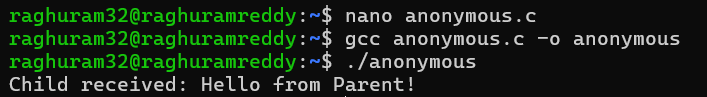 raghuram32@raghuramreddy:~$ nano anonymous.c
raghuram32@raghuramreddy:~$ gcc anonymous.c -o anonymous
raghuram32@raghuramreddy:~$ ./anonymous
Child received: Hello from Parent!